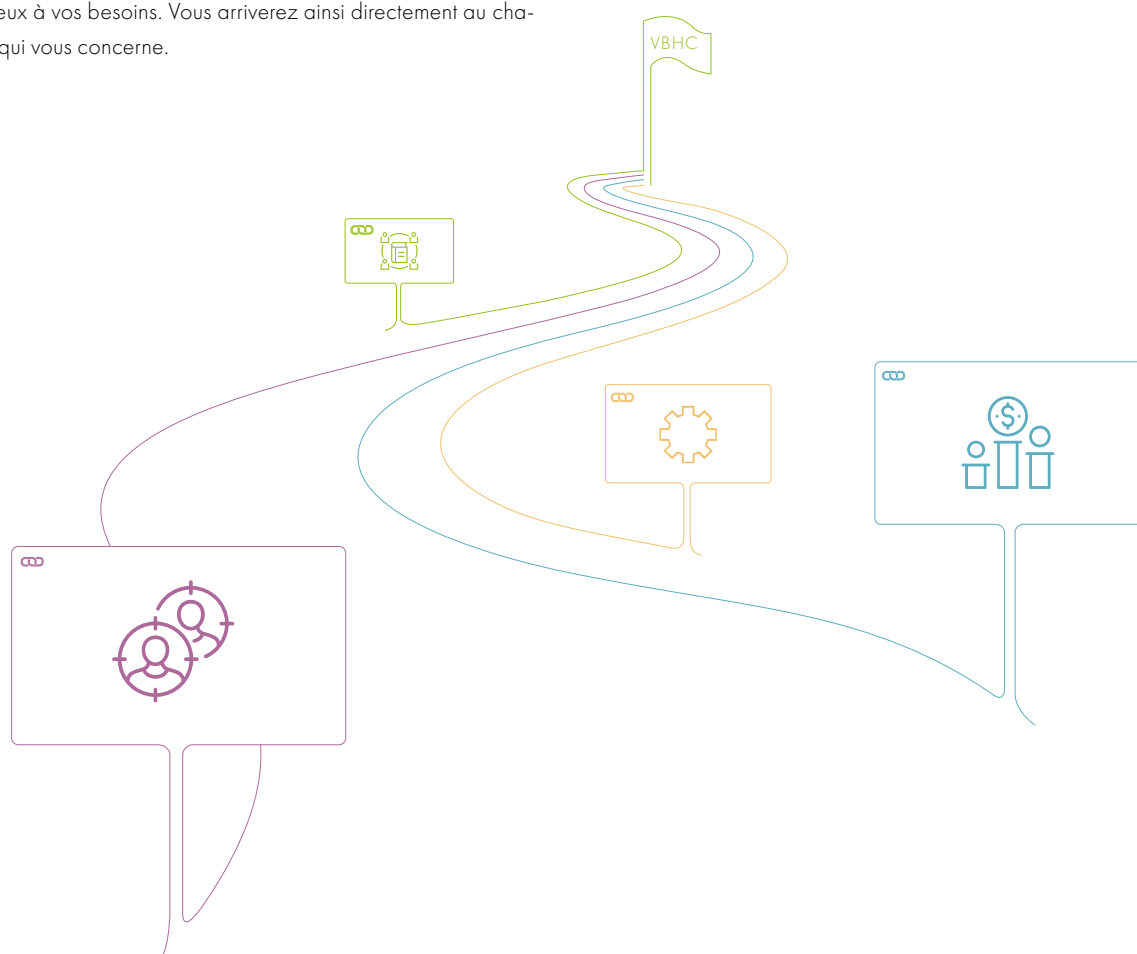 eux à vos besoins. Vous arriverez ainsi directement au cha-
qui vous concerne.
VBHC
$